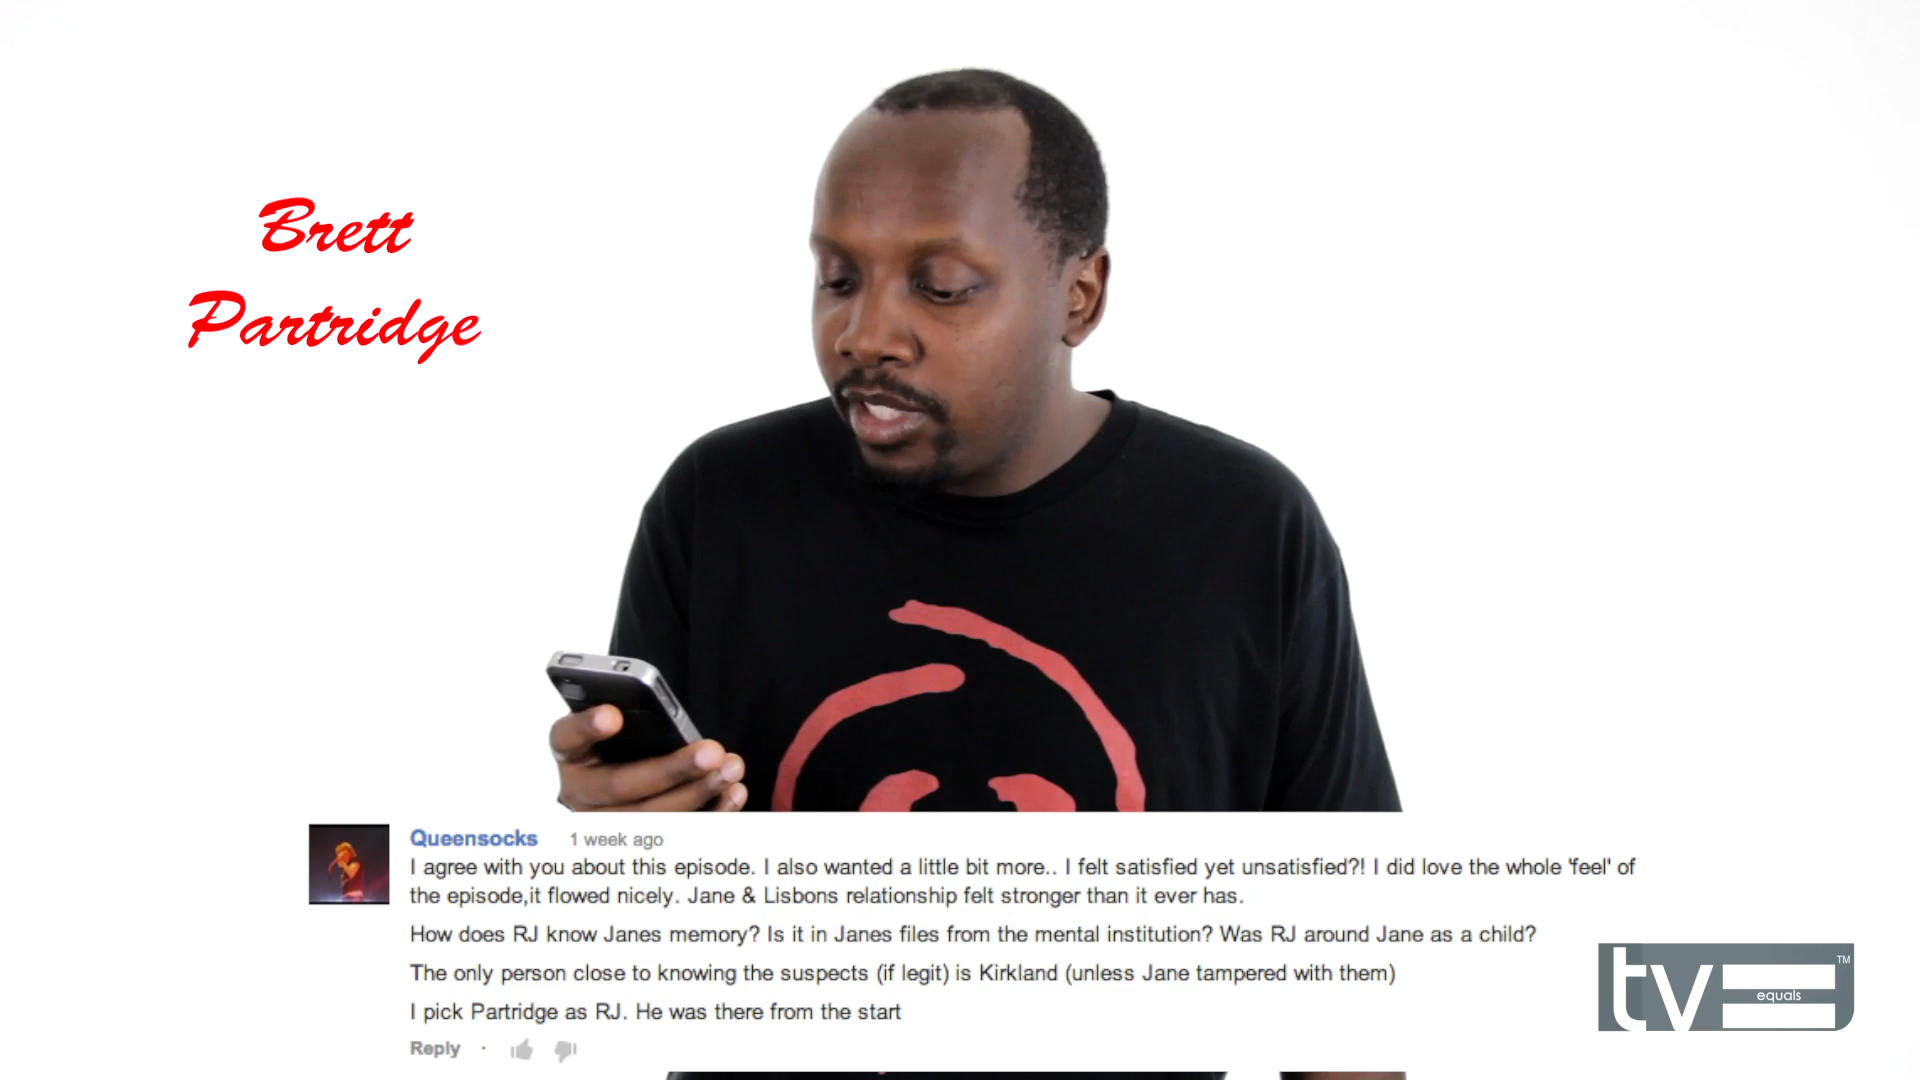 Brett
Partridge
Queensocks 1 week ago
I agree with you about this episode. I also wanted a little bit more.. I felt satisfied yet unsatisfied?! I did love the whole 'feel' of
the episode,it flowed nicely. Jane & Lisbons relationship felt stronger than it ever has.
How does RJ know Janes memory? Is it in Janes files from the mental institution? Was RJ around Jane as a child?
The only person close to knowing the suspects (if legit) is Kirkland (unless Jane tampered with them)
I pick Partridge as RJ. He was there from the start
Reply ·
tv equals ™